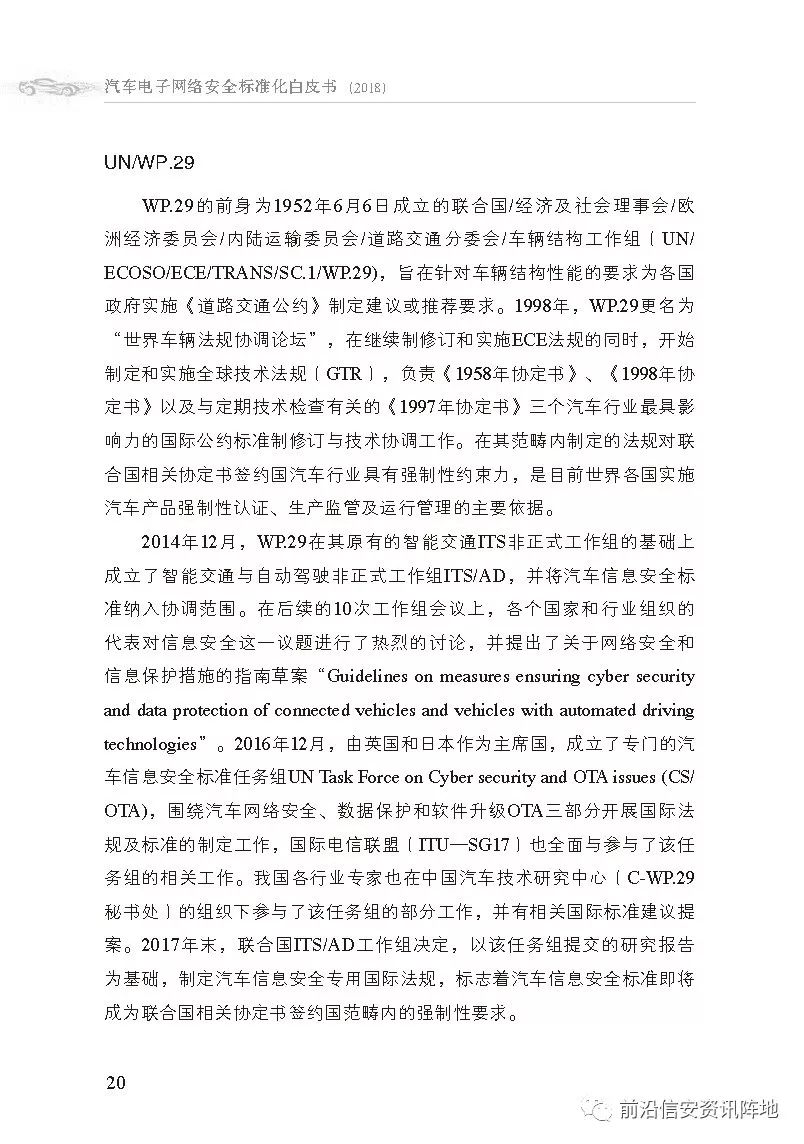 汽车电子网络安全标准化白皮书 (2018)
UN/WP.29
WP.29的前身为1952年6月6日成立的联合国/经济及社会理事会/欧
洲经济委员会/内陆运输委员会/道路交通分委会/车辆结构工作组（UN/
ECOSO/ECE/TRANS/SC.1/WP.29)，旨在针对车辆结构性能的要求为各国
政府实施《道路交通公约》制定建议或推荐要求。1998年，WP.29更名为
“世界车辆法规协调论坛”，在继续制修订和实施ECE法规的同时，开始
制定和实施全球技术法规（GTR），负责《1958年协定书》、《1998年协
定书》以及与定期技术检查有关的《1997年协定书》三个汽车行业最具影
响力的国际公约标准制修订与技术协调工作。在其范畴内制定的法规对联
合国相关协定书签约国汽车行业具有强制性约束力，是目前世界各国实施
汽车产品强制性认证、生产监管及运行管理的主要依据。
2014年12月，WP.29在其原有的智能交通ITS非正式工作组的基础上
成立了智能交通与自动驾驶非正式工作组ITS/AD，并将汽车信息安全标
准纳入协调范围。在后续的10次工作组会议上，各个国家和行业组织的
代表对信息安全这一议题进行了热烈的讨论，并提出了关于网络安全和
信息保护措施的指南草案“Guidelines on measures ensuring cyber security
and data protection of connected vehicles and vehicles with automated driving
technologies”。2016年12月，由英国和日本作为主席国，成立了专门的汽
车信息安全标准任务组UN Task Force on Cyber security and OTA issues (CS/
OTA)，围绕汽车网络安全、数据保护和软件升级OTA三部分开展国际法
规及标准的制定工作，国际电信联盟（ITU—SG17）也全面与参与了该任
务组的相关工作。我国各行业专家也在中国汽车技术研究中心（C-WP.29
秘书处）的组织下参与了该任务组的部分工作，并有相关国际标准建议提
案。2017年末，联合国ITS/AD工作组决定，以该任务组提交的研究报告
为基础，制定汽车信息安全专用国际法规，标志着汽车信息安全标准即将
成为联合国相关协定书签约国范畴内的强制性要求。
20
前沿信安资讯阵地